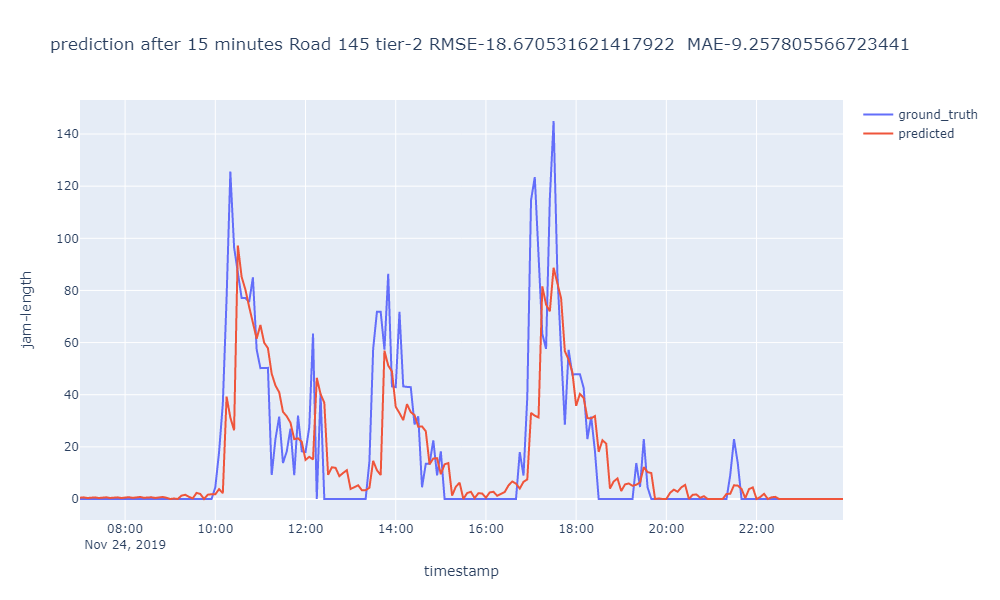 prediction after 15 minutes Road 145 tier-2 RMSE-18.670531621417922  MAE-9.257805566723441
ground_truth
predicted
140
120
100
80
60
40
20
0
jam-length
08:00 10:00 12:00 14:00 16:00 18:00 20:00 22:00
Nov 24, 2019
timestamp